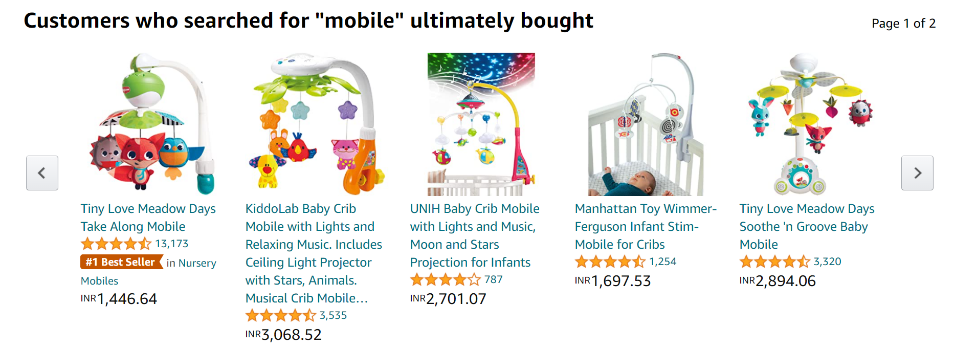 Customers who searched for "mobile" ultimately bought
Page 1 of 2
Tiny Love Meadow Days
Take Along Mobile
13,173
#1 Best Seller in Nursery
Mobiles
INR1,446.64
KiddoLab Baby Crib
Mobile with Lights and
Relaxing Music. Includes
Ceiling Light Projector
with Stars, Animals.
Musical Crib Mobile…
3,535
INR3,068.52
UNIH Baby Crib Mobile
with Lights and Music,
Moon and Stars
Projection for Infants
787
INR2,701.07
Manhattan Toy Wimmer-
Ferguson Infant Stim-
Mobile for Cribs
1,254
INR1,697.53
Tiny Love Meadow Days
Soothe 'n Groove Baby
Mobile
3,320
INR2,894.06